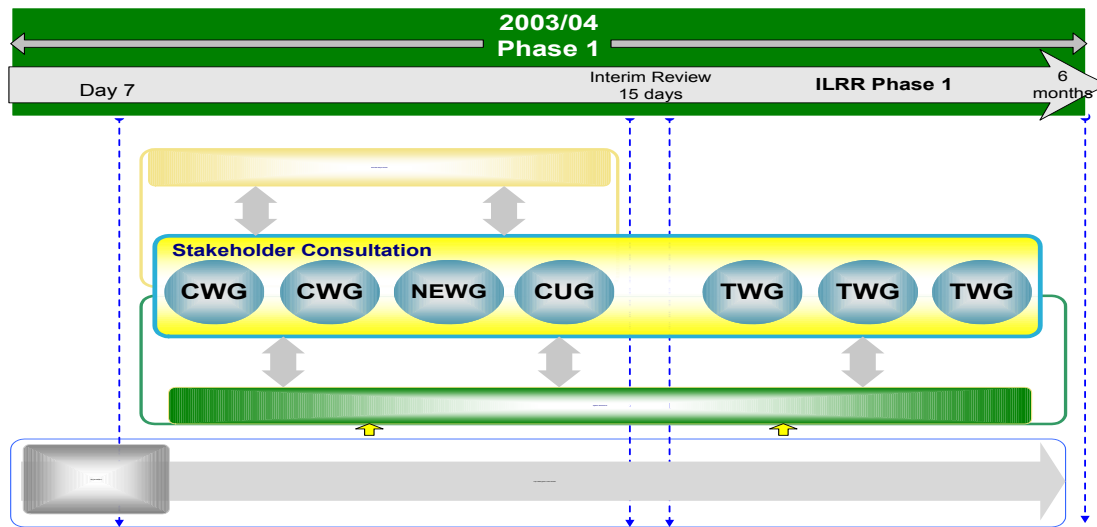 2003/04
Phase 1
Day 7
Interim Review
15 days
ILRR Phase 1
6
months
Stakeholder Consultation
CWG
CWG
NEWG
CUG
TWG
TWG
TWG